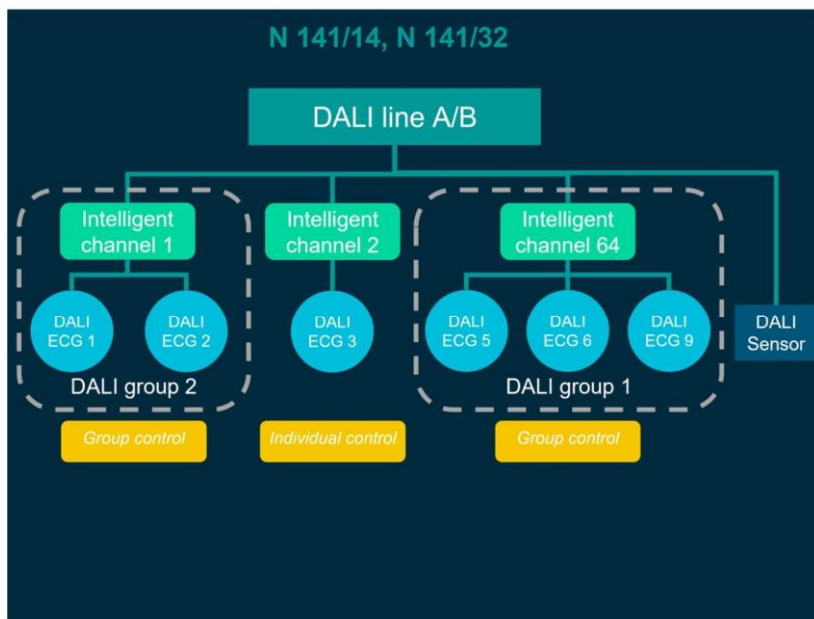 N 141/14, N 141/32
DALI line A/B
Intelligent
channel 1
Intelligent
channel 2
Intelligent
channel 64
DALI
ECG 1
DALI
ECG 2
DALI
ECG 3
DALI
ECG 5
DALI
ECG 6
DALI
ECG 9
DALI
Sensor
DALI group 2
DALI group 1
Group control
Individual control
Group control